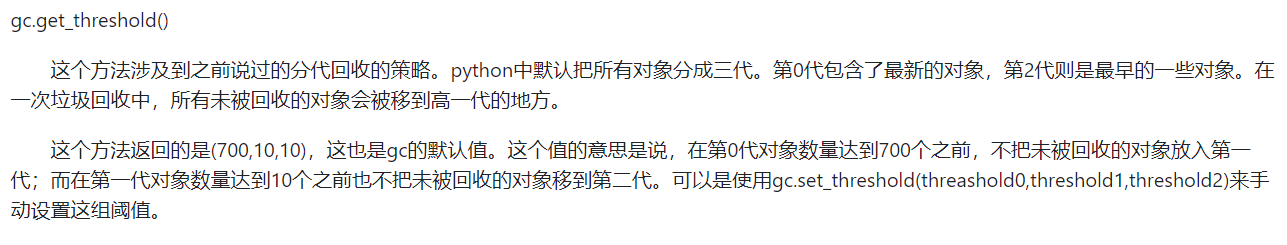 gc.get_threshold()
这个方法涉及到之前说过的分代回收的策略。python中默认把所有对象分成三代。第0代包含了最新的对象，第2代则是最早的一些对象。在
一次垃圾回收中，所有未被回收的对象会被移到高一代的地方。
这个方法返回的是(700,10,10)，这也是gc的默认值。这个值的意思是说，在第0代对象数量达到700个之前，不把未被回收的对象放入第一
代；而在第一代对象数量达到10个之前也不把未被回收的对象移到第二代。可以是使用gc.set_threshold(threashold0,threshold1,threshold2)来手
动设置这组阈值。